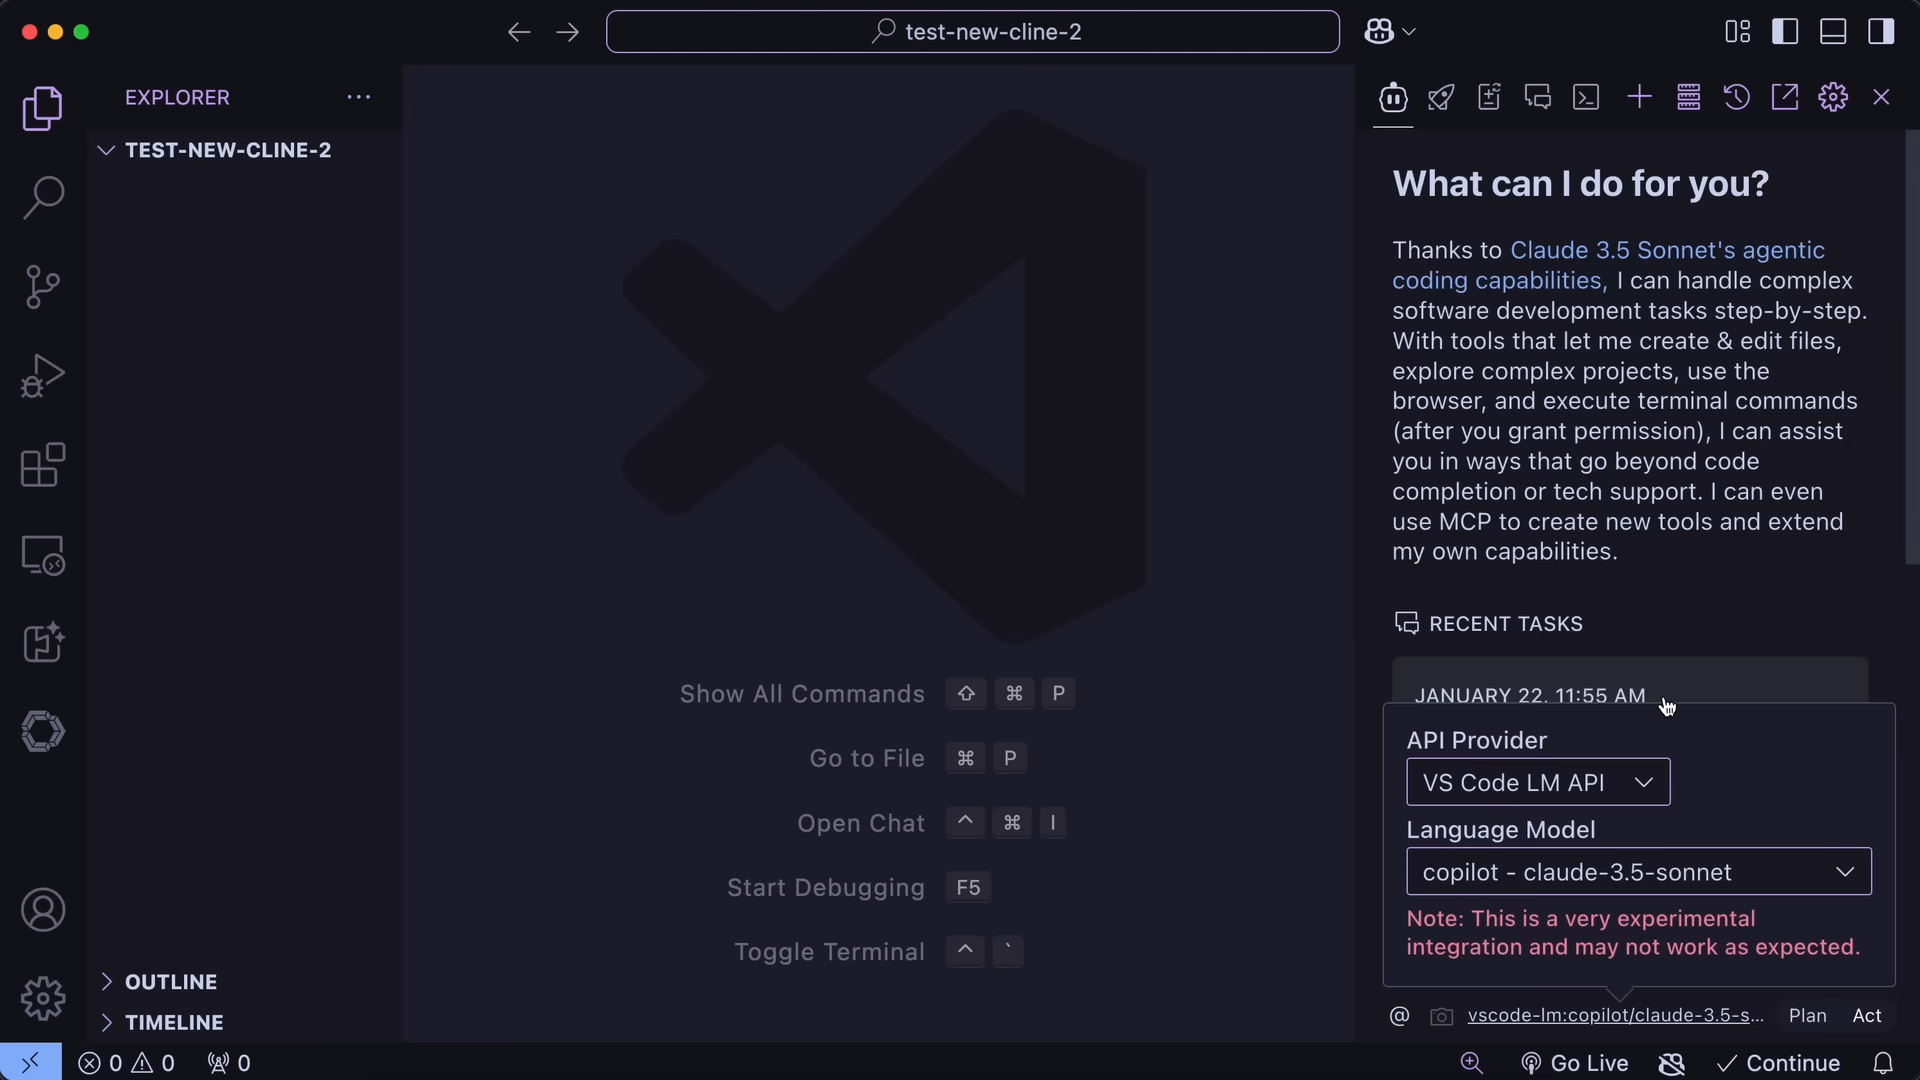 test-new-cline-2
EXPLORER
TEST-NEW-CLINE-2
What can I do for you?
Thanks to Claude 3.5 Sonnet's agentic
coding capabilities, I can handle complex
software development tasks step-by-step.
With tools that let me create & edit files,
explore complex projects, use the
browser, and execute terminal commands
(after you grant permission), I can assist
you in ways that go beyond code
completion or tech support. I can even
use MCP to create new tools and extend
my own capabilities.
RECENT TASKS
JANUARY 22, 11:55 AM
Show All Commands ⇧ ⌘ P
Go to File ⌘ P
Open Chat ^ ⌘ I
Start Debugging F5
Toggle Terminal ^ `
API Provider
VS Code LM API
Language Model
copilot - claude-3.5-sonnet
Note: This is a very experimental
integration and may not work as expected.
OUTLINE
TIMELINE
@ vscode-lm:copilot/claude-3.5-s... Plan Act
0 0 0 Go Live Continue